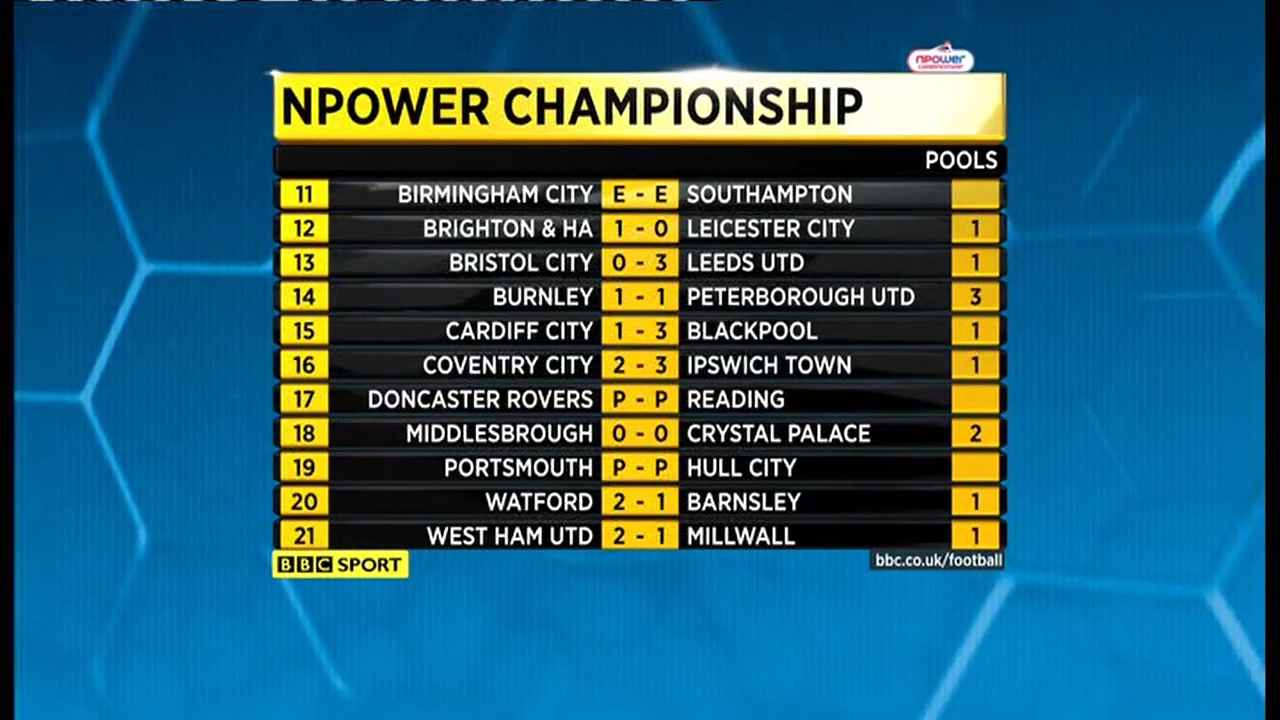 npower
NPOWER CHAMPIONSHIP
POOLS
11 BIRMINGHAM CITY E - E SOUTHAMPTON
12 BRIGHTON & HA 1 - 0 LEICESTER CITY 1
13 BRISTOL CITY 0 - 3 LEEDS UTD 1
14 BURNLEY 1 - 1 PETERBOROUGH UTD 3
15 CARDIFF CITY 1 - 3 BLACKPOOL 1
16 COVENTRY CITY 2 - 3 IPSWICH TOWN 1
17 DONCASTER ROVERS P - P READING
18 MIDDLESBROUGH 0 - 0 CRYSTAL PALACE 2
19 PORTSMOUTH P - P HULL CITY
20 WATFORD 2 - 1 BARNSLEY 1
21 WEST HAM UTD 2 - 1 MILLWALL 1
BBC SPORT bbc.co.uk/football